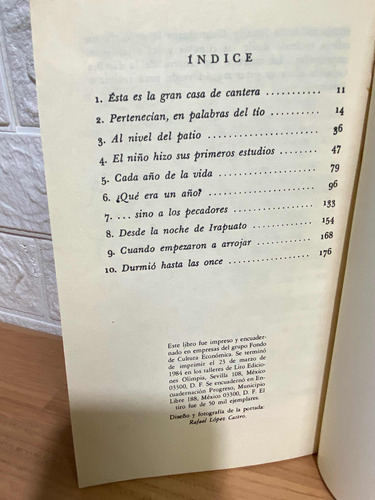 ÍNDICE
1. Ésta es la gran casa de cantera ........... 11
2. Pertenecían, en palabras del tío ........... 14
3. Al nivel del patio ........... 36
4. El niño hizo sus primeros estudios ........... 47
5. Cada año de la vida ........... 79
6. ¿Qué era un año? ........... 96
7. ... sino a los pecadores ........... 133
8. Desde la noche de Irapuato ........... 154
9. Cuando empezaron a arrojar ........... 168
10. Durmió hasta las once ........... 176
Este libro fue impreso y encuader-
nado en empresas del grupo Fondo
de Cultura Económica. Se terminó
de imprimir el 23 de marzo de
1984 en los talleres de Lito Edicio-
nes Olimpia, Sevilla 108, México
03300, D. F. Se encuadernó en En-
cuadernación Progreso, Municipio
Libre 188, México 03300, D. F. El
tiro fue de 50 mil ejemplares.
Diseño y fotografía de la portada:
Rafael López Castro.